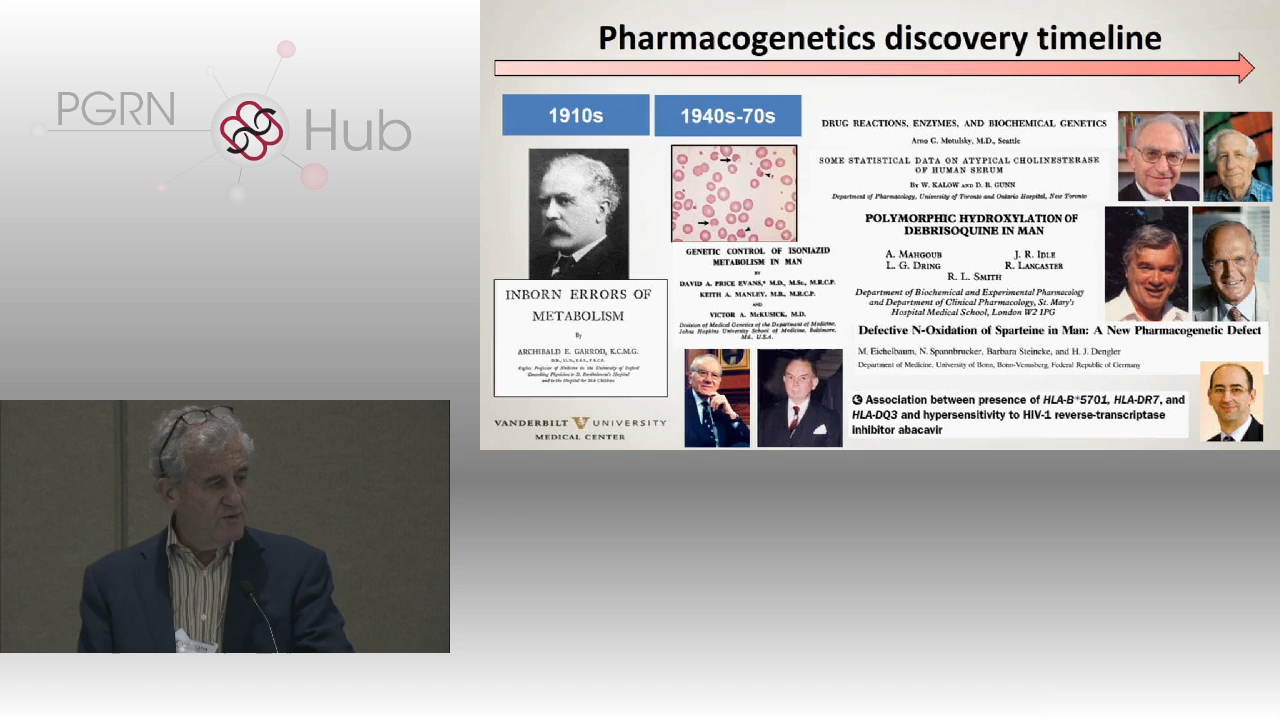 PGRN Hub
Pharmacogenetics discovery timeline
1910s
1940s-70s
INBORN ERRORS OF
METABOLISM
By
ARCHIBALD E. GARROD, K.C.M.G.
and to the Hospital for Sick Children
VANDERBILT V UNIVERSITY
MEDICAL CENTER
GENETIC CONTROL OF ISONIAZID
METABOLISM IN MAN
BY
DAVID A. PRICE EVANS,* M.D., M.Sc., M.R.C.P.
KEITH A. MANLEY, M.B., M.R.C.P.
AND
VICTOR A. McKUSICK, M.D.
Division of Medical Genetics of the Department of Medicine,
Johns Hopkins University School of Medicine, Baltimore,
Md., U.S.A.
DRUG REACTIONS, ENZYMES, AND BIOCHEMICAL GENETICS
Arno G. Motulsky, M.D., Seattle
SOME STATISTICAL DATA ON ATYPICAL CHOLINESTERASE
OF HUMAN SERUM
BY W. KALOW AND D. R. GUNN
Department of Pharmacology, University of Toronto and Ontario Hospital, New Toronto
POLYMORPHIC HYDROXYLATION OF
DEBRISOQUINE IN MAN
A. MAHGOUB J. R. IDLE
L. G. DRING R. LANCASTER
R. L. SMITH
Department of Biochemical and Experimental Pharmacology
and Department of Clinical Pharmacology, St. Mary's
Hospital Medical School, London W2 1PG
Defective N-Oxidation of Sparteine in Man: A New Pharmacogenetic Defect
M. Eichelbaum, N. Spannbrucker, Barbara Steincke, and H. J. Dengler
Department of Medicine, University of Bonn, Bonn-Venusberg, Federal Republic of Germany
Association between presence of HLA-B*5701, HLA-DR7, and
HLA-DQ3 and hypersensitivity to HIV-1 reverse-transcriptase
inhibitor abacavir